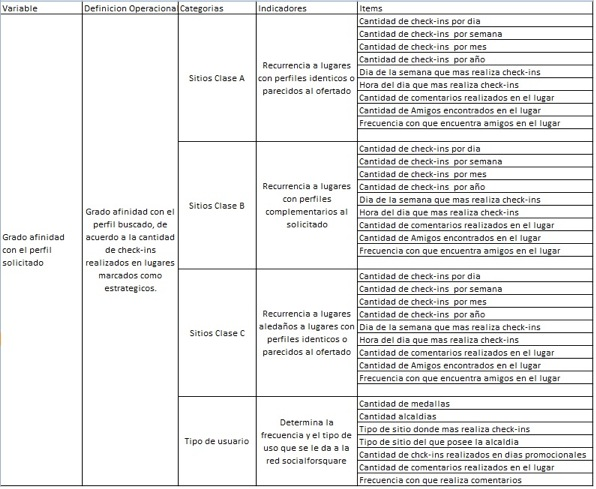 Variable Definicion Operacional Categorias Indicadores Items
Grado afinidad
con el perfil
solicitado
Grado afinidad con el
perfil buscado, de
acuerdo a la cantidad
de check-ins
realizados en lugares
marcados como
estrategicos.
Sitios Clase A
Recurrencia a lugares
con perfiles identicos o
parecidos al ofertado
Cantidad de check-ins por dia
Cantidad de check-ins por semana
Cantidad de check-ins por mes
Cantidad de check-ins por año
Dia de la semana que mas realiza check-ins
Hora del dia que mas realiza check-ins
Cantidad de comentarios realizados en el lugar
Cantidad de Amigos encontrados en el lugar
Frecuencia con que encuentra amigos en el lugar
Sitios Clase B
Recurrencia a lugares
con perfiles
complementarios al
solicitado
Cantidad de check-ins por dia
Cantidad de check-ins por semana
Cantidad de check-ins por mes
Cantidad de check-ins por año
Dia de la semana que mas realiza check-ins
Hora del dia que mas realiza check-ins
Cantidad de comentarios realizados en el lugar
Cantidad de Amigos encontrados en el lugar
Frecuencia con que encuentra amigos en el lugar
Sitios Clase C
Recurrencia a lugares
aledaños a lugares con
perfiles identicos o
parecidos al ofertado
Cantidad de check-ins por dia
Cantidad de check-ins por semana
Cantidad de check-ins por mes
Cantidad de check-ins por año
Dia de la semana que mas realiza check-ins
Hora del dia que mas realiza check-ins
Cantidad de comentarios realizados en el lugar
Cantidad de Amigos encontrados en el lugar
Frecuencia con que encuentra amigos en el lugar
Tipo de usuario
Determina la
frecuencia y el tipo de
uso que se le da a la
red socialforsquare
Cantidad de medallas
Cantidad alcaldias
Tipo de sitio donde mas realiza check-ins
Tipo de sitio del que posee la alcaldia
Cantidad de chck-ins realizados en dias promocionales
Cantidad de comentarios realizados en el lugar
Frecuencia con que realiza comentarios